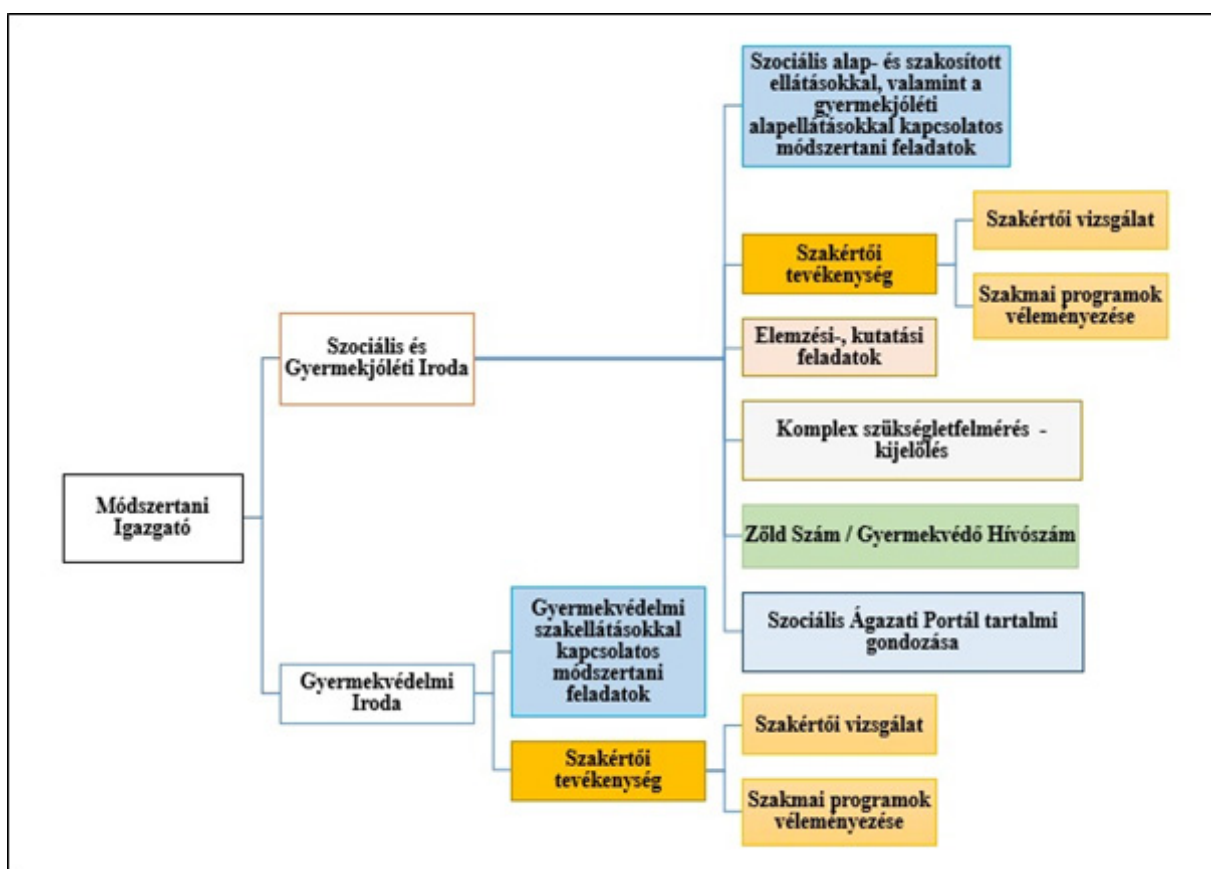 Szociális alap- és szakosított
ellátásokkal, valamint a
gyermekjóléti
alapellátásokkal kapcsolatos
módszertani feladatok
Szakértői
tevékenység
Szakértői vizsgálat
Szakmai programok
véleményezése
Szociális és
Gyermekjóléti Iroda
Elemzési-, kutatási
feladatok
Komplex szükségletfelmérés -
kijelölés
Módszertani
Igazgató
Zöld Szám / Gyermekvédő Hívószám
Szociális Ágazati Portál tartalmi
gondozása
Gyermekvédelmi
Iroda
Gyermekvédelmi
szakellátásokkal
kapcsolatos
módszertani
feladatok
Szakértői
tevékenység
Szakértői vizsgálat
Szakmai programok
véleményezése